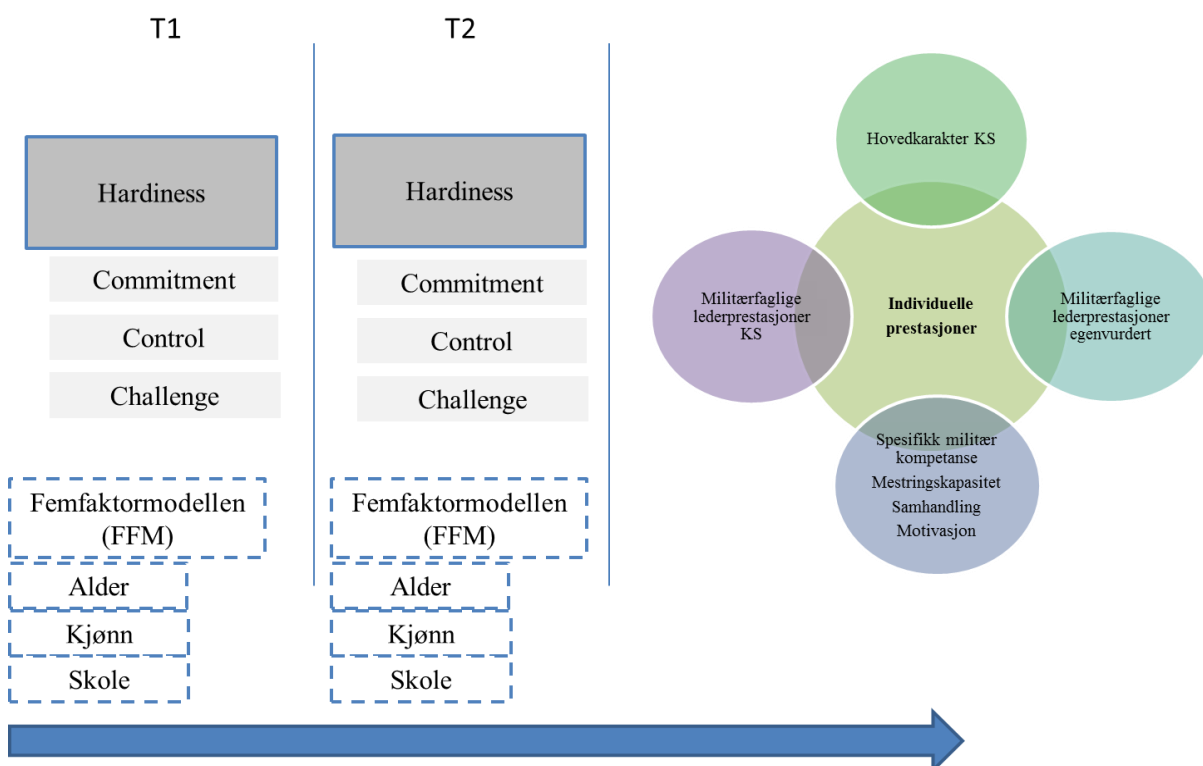 T1
Hardiness
Commitment
Control
Challenge
Femfaktormodellen
(FFM)
Alder
Kjønn
Skole
T2
Hardiness
Commitment
Control
Challenge
Femfaktormodellen
(FFM)
Alder
Kjønn
Skole
Hovedkarakter KS
Militærfaglige
lederprestasjoner
KS
Individuelle
prestasjoner
Militærfaglige
lederprestasjoner
egenvurdert
Spesifikk militær
kompetanse
Mestringskapasitet
Samhandling
Motivasjon